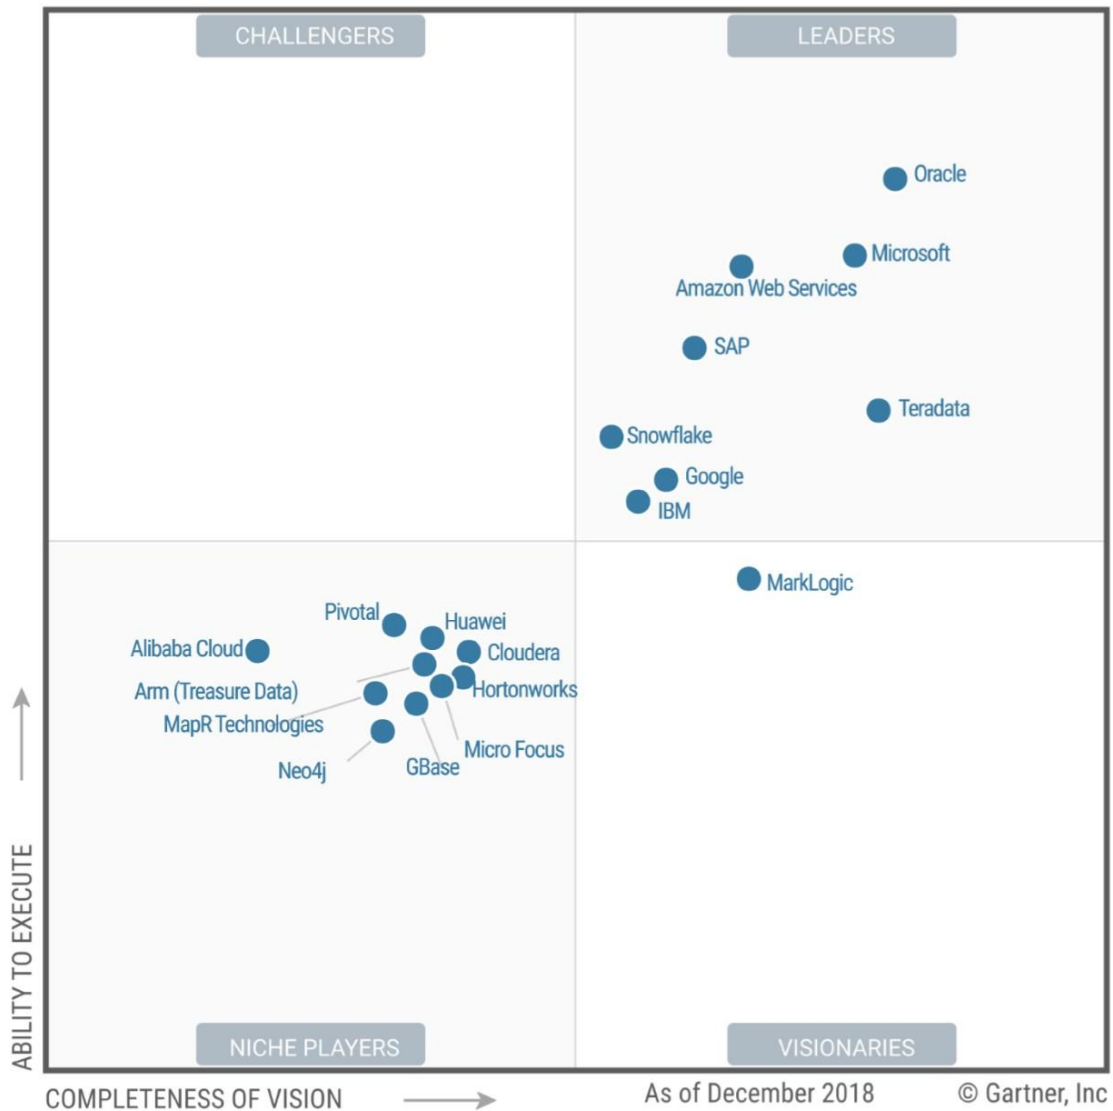 CHALLENGERS
LEADERS
Oracle
Microsoft
Amazon Web Services
SAP
Teradata
Snowflake
Google
IBM
MarkLogic
Pivotal
Huawei
Alibaba Cloud
Cloudera
Arm (Treasure Data)
Hortonworks
MapR Technologies
Micro Focus
Neo4j
GBase
ABILITY TO EXECUTE
NICHE PLAYERS
VISIONARIES
COMPLETENESS OF VISION
As of December 2018
© Gartner, Inc